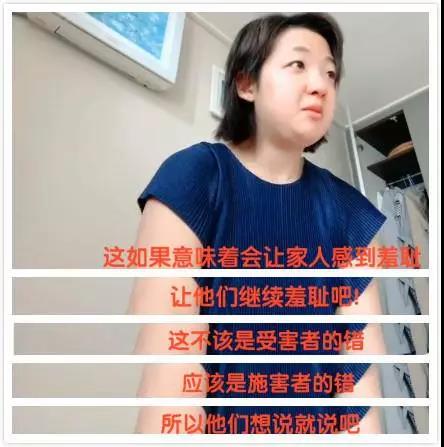 这如果意味着会让家人感到羞耻
让他们继续羞耻吧!
这不该是受害者的错
应该是施害者的错
所以他们想说就说吧